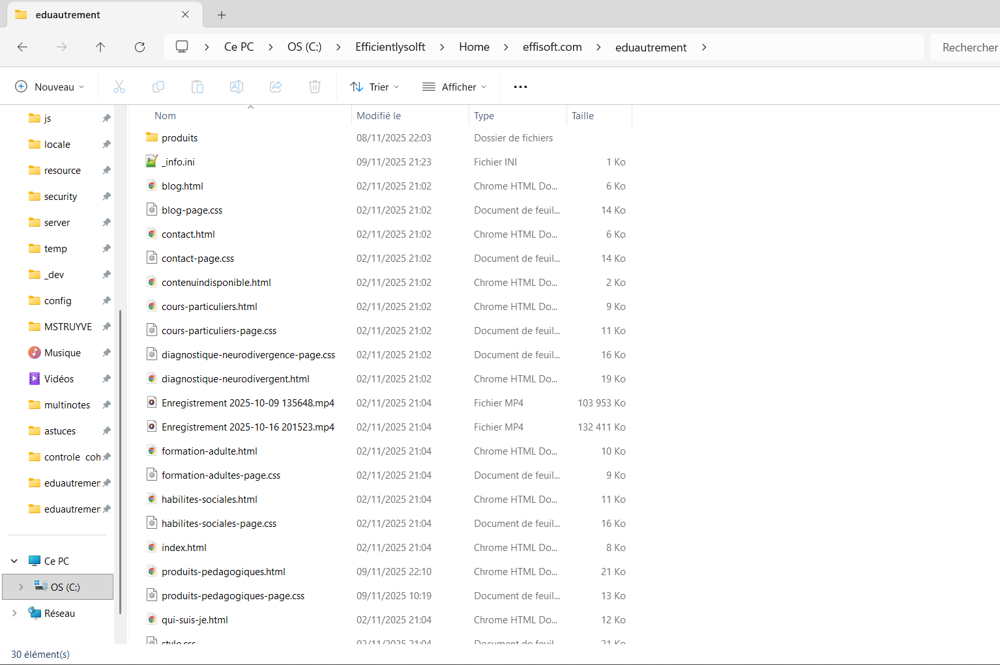 eduautrement
Ce PC
OS (C:)
Efficientlysolft
Home
effisoft.com
eduautrement
Rechercher
Nouveau
Trier
Afficher
js
locale
resource
security
server
temp
_dev
config
MSTRUYVE
Musique
Vidéos
multinotes
astuces
controle coh
eduautremen
eduautremen
Ce PC
OS (C:)
Réseau
Nom Modifié le Type Taille
produits 08/11/2025 22:03 Dossier de fichiers
_info.ini 09/11/2025 21:23 Fichier INI 1 Ko
blog.html 02/11/2025 21:02 Chrome HTML Do... 6 Ko
blog-page.css 02/11/2025 21:02 Document de feuil... 14 Ko
contact.html 02/11/2025 21:02 Chrome HTML Do... 6 Ko
contact-page.css 02/11/2025 21:02 Document de feuil... 14 Ko
contenuindisponible.html 02/11/2025 21:02 Chrome HTML Do... 2 Ko
cours-particuliers.html 02/11/2025 21:02 Chrome HTML Do... 9 Ko
cours-particuliers-page.css 02/11/2025 21:02 Document de feuil... 11 Ko
diagnostique-neurodivergence-page.css 02/11/2025 21:02 Document de feuil... 16 Ko
diagnostique-neurodivergent.html 02/11/2025 21:02 Chrome HTML Do... 19 Ko
Enregistrement 2025-10-09 135648.mp4 02/11/2025 21:04 Fichier MP4 103 953 Ko
Enregistrement 2025-10-16 201523.mp4 02/11/2025 21:04 Fichier MP4 132 411 Ko
formation-adulte.html 02/11/2025 21:04 Chrome HTML Do... 10 Ko
formation-adultes-page.css 02/11/2025 21:04 Document de feuil... 9 Ko
habilites-sociales.html 02/11/2025 21:04 Chrome HTML Do... 11 Ko
habilites-sociales-page.css 02/11/2025 21:04 Document de feuil... 16 Ko
index.html 02/11/2025 21:04 Chrome HTML Do... 8 Ko
produits-pedagogiques.html 09/11/2025 22:10 Chrome HTML Do... 21 Ko
produits-pedagogiques-page.css 09/11/2025 10:19 Document de feuil... 13 Ko
qui-suis-je.html 02/11/2025 21:04 Chrome HTML Do... 12 Ko
style.css 02/11/2025 21:04 Document de feuil... 21 Ko
30 élément(s)